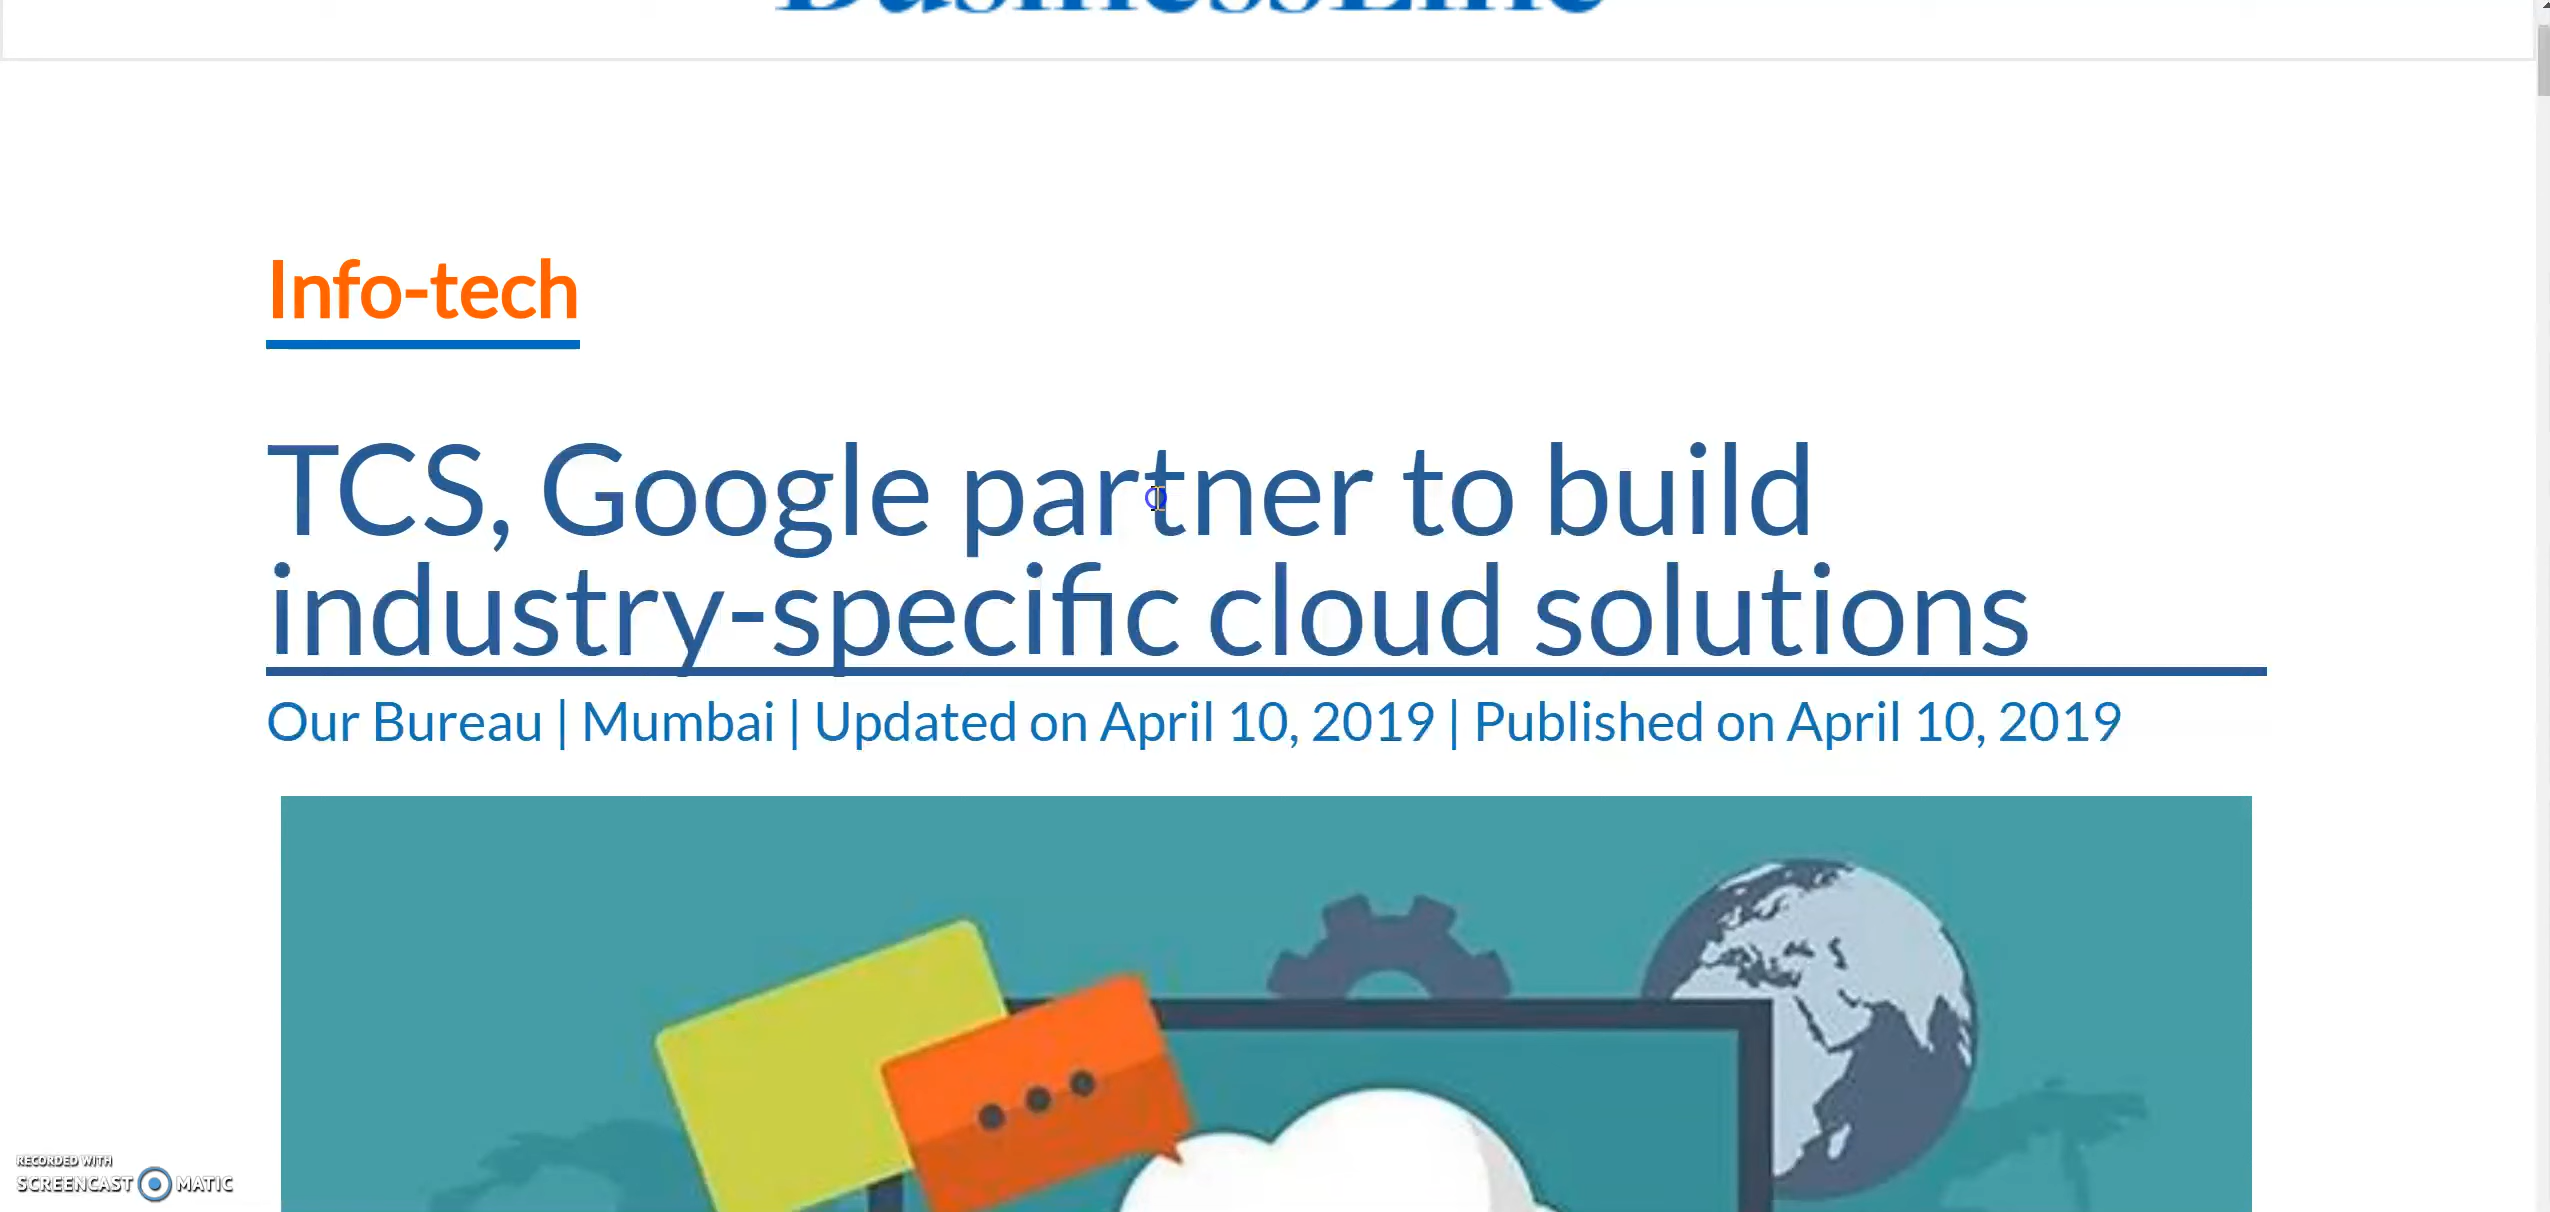 BusinessLine
Info-tech
TCS, Google partner to build
industry-specific cloud solutions
Our Bureau | Mumbai | Updated on April 10, 2019 | Published on April 10, 2019
RECORDED WITH
SCREENCAST MATIC